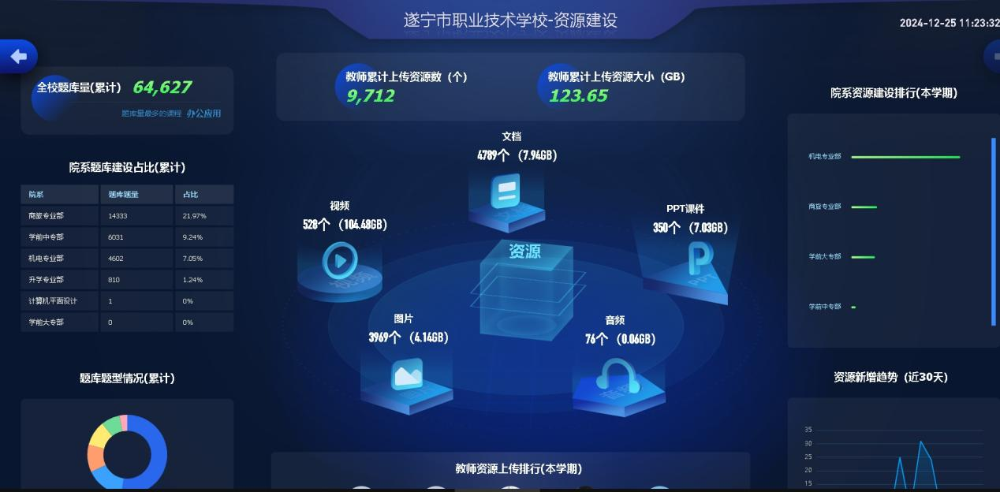 遂宁市职业技术学校-资源建设
2024-12-25 11:23:32
全校题库量(累计) 64,627
题库量最多的课程 办公应用
教师累计上传资源数（个）
9,712
教师累计上传资源大小（GB）
123.65
院系题库建设占比(累计)
院系 题库题量 占比
商旅专业部 14333 21.97%
学前中专部 6031 9.24%
机电专业部 4602 7.05%
升学专业部 810 1.24%
计算机平面设计 1 0%
学前大专部 0 0%
题库题型情况(累计)
文档
4789个（7.94GB）
视频
528个（104.48GB）
PPT课件
350个（7.03GB）
资源
图片
3969个（4.14GB）
音频
76个（0.06GB）
文档
视频
PPT
图片
音频
教师资源上传排行(本学期)
院系资源建设排行(本学期)
机电专业部
商旅专业部
学前大专部
学前中专部
资源新增趋势（近30天）
35
30
25
20
15